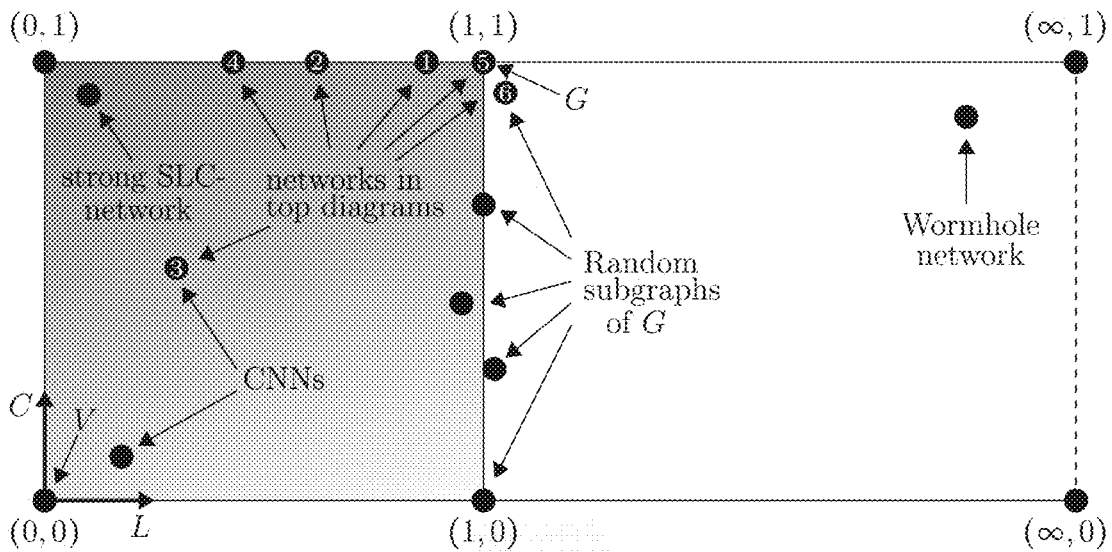 (0,1)
(1,1)
(∞,1)
4
2
1
5
6
G
strong SLC-
network
networks in
top diagrams
Wormhole
network
3
Random
subgraphs
of G
CNNs
C
V
(0,0)
L
(1,0)
(∞,0)